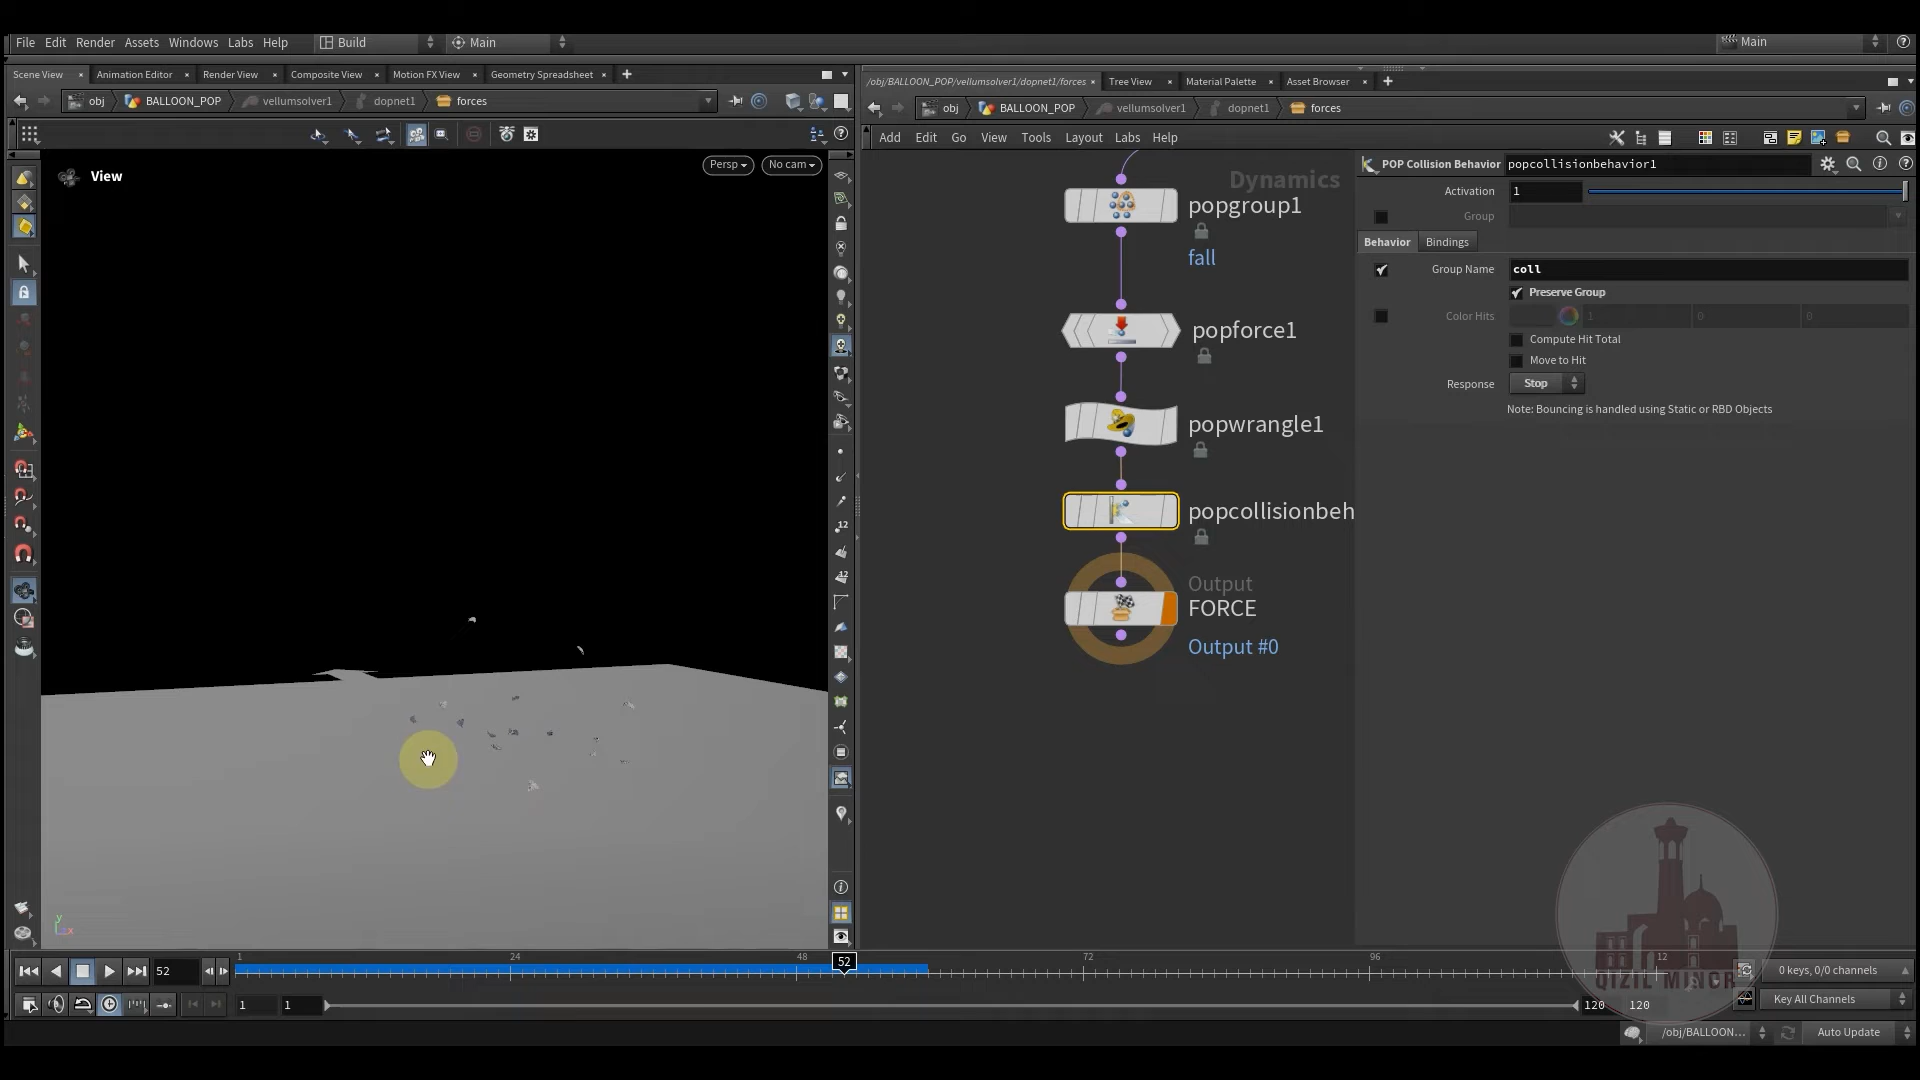 File Edit Render Assets Windows Labs Help Build Main Main
Scene View Animation Editor Render View Composite View Motion FX View Geometry Spreadsheet
/obj/BALLOON_POP/vellumsolver1/dopnet1/forces Tree View Material Palette Asset Browser
obj BALLOON_POP vellumsolver1 dopnet1 forces
obj BALLOON_POP vellumsolver1 dopnet1 forces
Add Edit Go View Tools Layout Labs Help
View
Persp No cam
Dynamics
popgroup1
fall
popforce1
popwrangle1
popcollisionbeh
Output
FORCE
Output #0
POP Collision Behavior popcollisionbehavior1
Activation 1
Group
Behavior Bindings
Group Name coll
Preserve Group
Color Hits 1 0 0
Compute Hit Total
Move to Hit
Response Stop
Note: Bouncing is handled using Static or RBD Objects
12
12
y
x
1 24 48 72 96 12
52
52
QIZIL MINOR
0 keys, 0/0 channels
1 1 120 120
Key All Channels
/obj/BALLOON... Auto Update